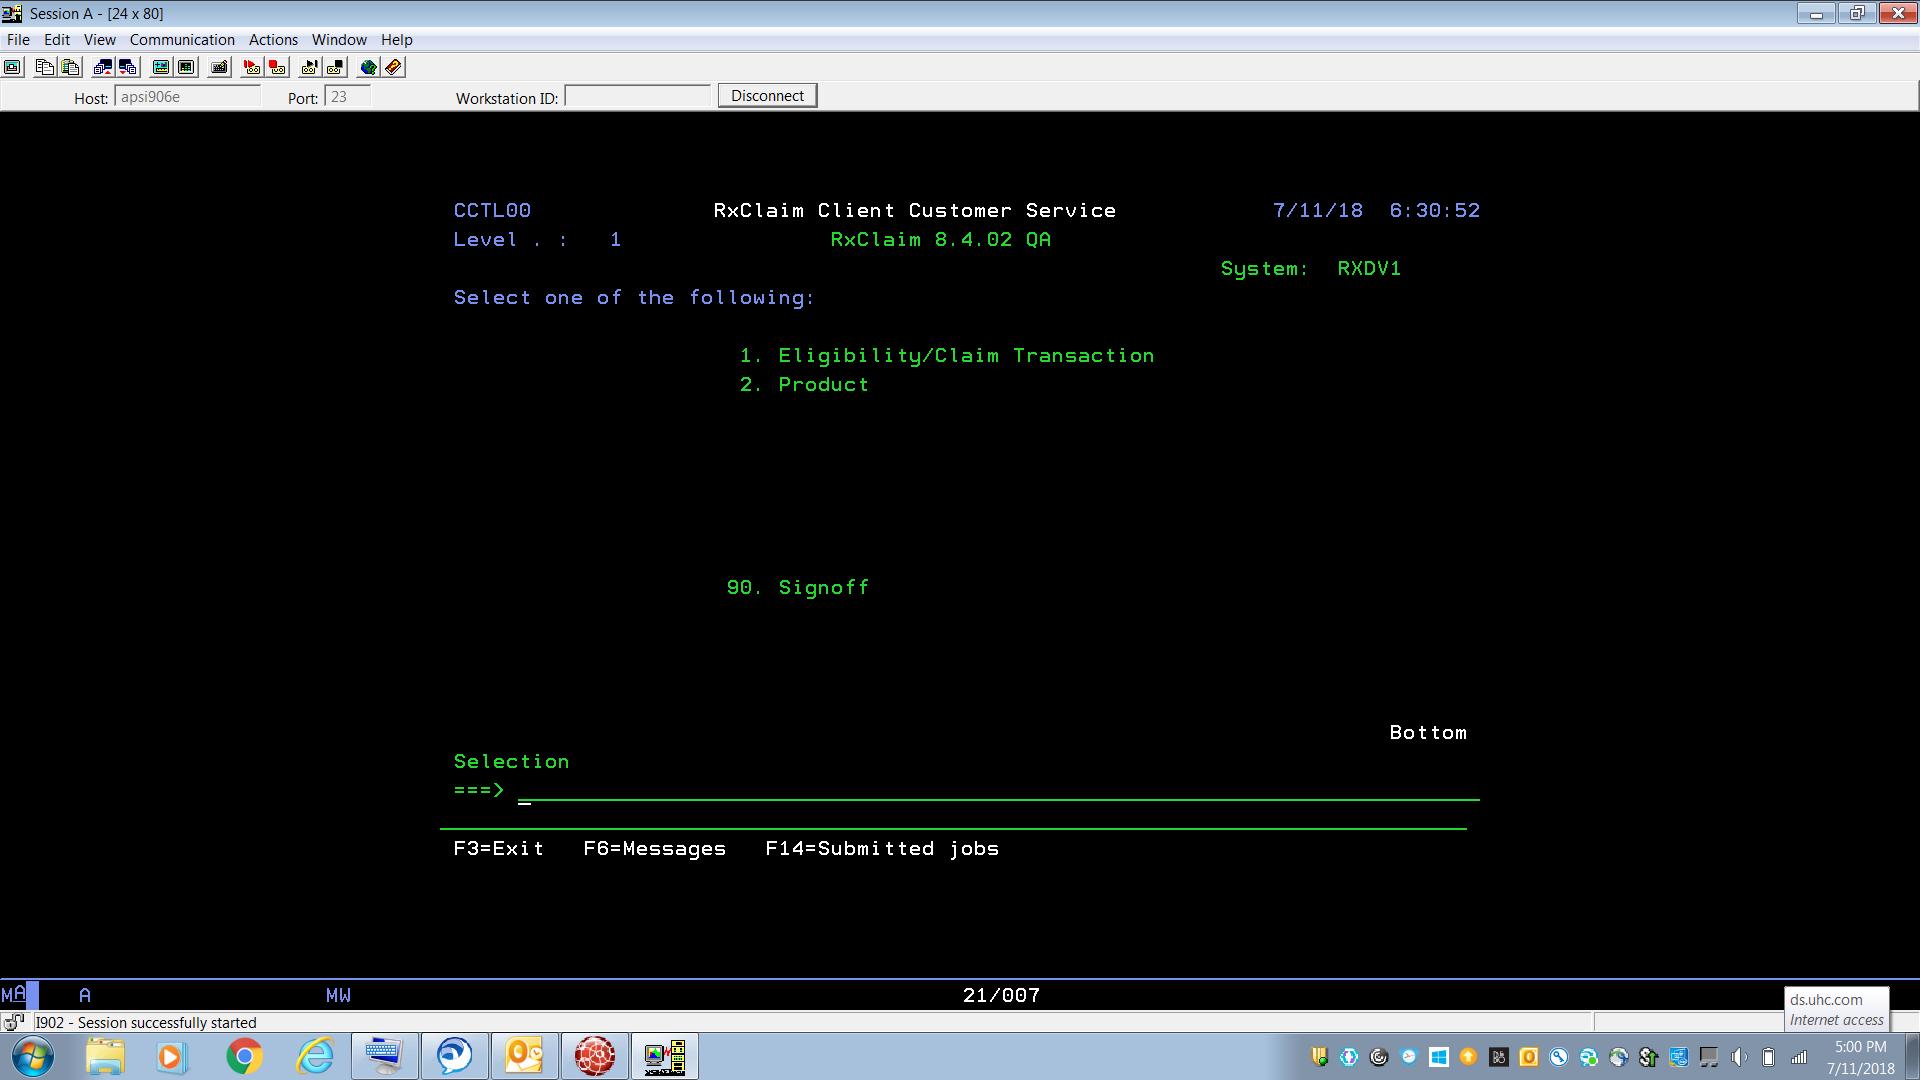 Session A - [24 x 80]
File Edit View Communication Actions Window Help
Host: apsi906e Port: 23 Workstation ID: Disconnect
CCTL00 RxClaim Client Customer Service 7/11/18 6:30:52
Level . : 1 RxClaim 8.4.02 QA
System: RXDV1
Select one of the following:
1. Eligibility/Claim Transaction
2. Product
90. Signoff
Bottom
Selection
===>
F3=Exit F6=Messages F14=Submitted jobs
MA A MW 21/007
ds.uhc.com
Internet access
I902 - Session successfully started
5:00 PM
7/11/2018